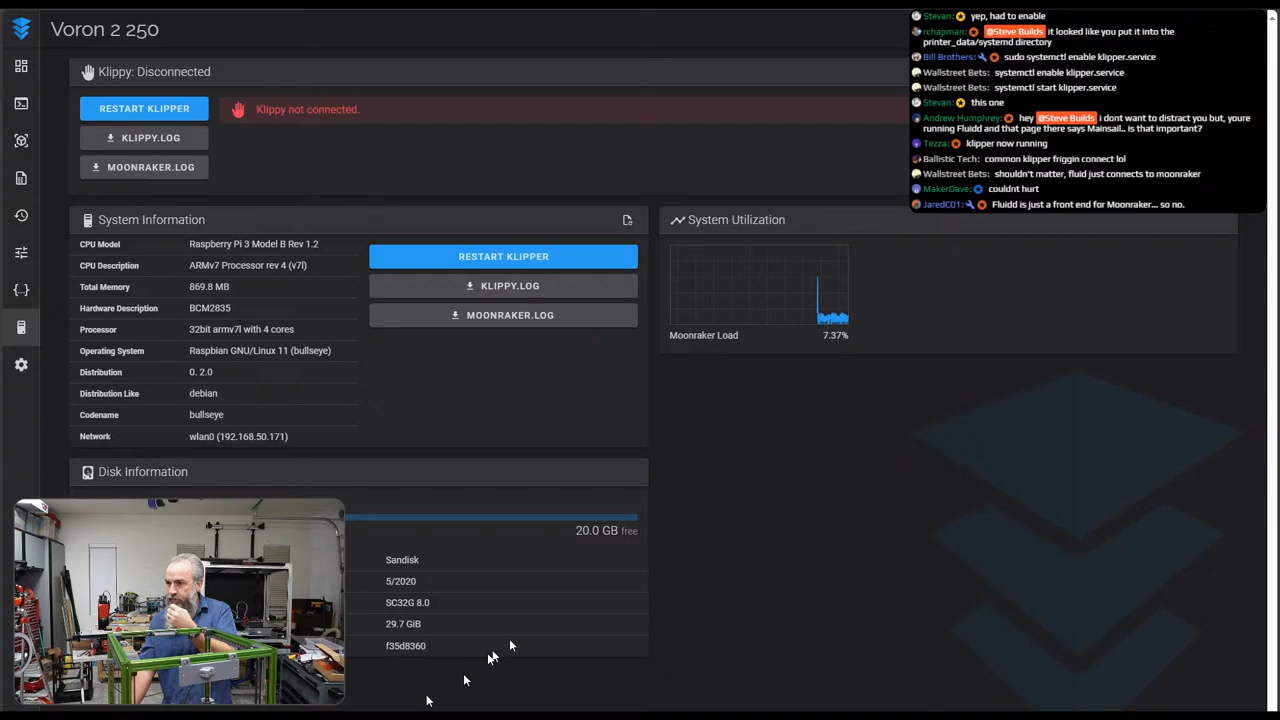 Voron 2 250
Klippy: Disconnected
RESTART KLIPPER
Klippy not connected.
KLIPPY.LOG
MOONRAKER.LOG
System Information
CPU Model Raspberry Pi 3 Model B Rev 1.2
CPU Description ARMv7 Processor rev 4 (v7l)
Total Memory 869.8 MB
Hardware Description BCM2835
Processor 32bit armv7l with 4 cores
Operating System Raspbian GNU/Linux 11 (bullseye)
Distribution 0. 2.0
Distribution Like debian
Codename bullseye
Network wlan0 (192.168.50.171)
RESTART KLIPPER
KLIPPY.LOG
MOONRAKER.LOG
System Utilization
Moonraker Load 7.37%
Disk Information
20.0 GB free
Sandisk
5/2020
SC32G 8.0
29.7 GiB
f35d8360
Stevan: yep, had to enable
rchapman: @Steve Builds it looked like you put it into the
printer_data/systemd directory
Bill Brothers: sudo systemctl enable klipper.service
Wallstreet Bets: systemctl enable klipper.service
Wallstreet Bets: systemctl start klipper.service
Stevan: this one
Andrew Humphrey: hey @Steve Builds i dont want to distract you but, youre
running Fluidd and that page there says Mainsail.. is that important?
Tezza: klipper now running
Ballistic Tech: common klipper friggin connect lol
Wallstreet Bets: shouldn't matter, fluid just connects to moonraker
MakerDave: couldnt hurt
JaredC01: Fluidd is just a front end for Moonraker... so no.